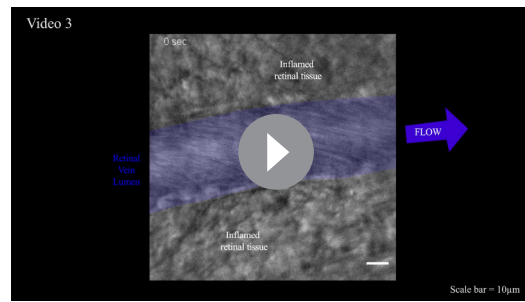 Video 3
0 sec
Inflamed
retinal tissue
FLOW
Retinal
Vein
Lumen
Inflamed
retinal tissue
Scale bar = 10µm